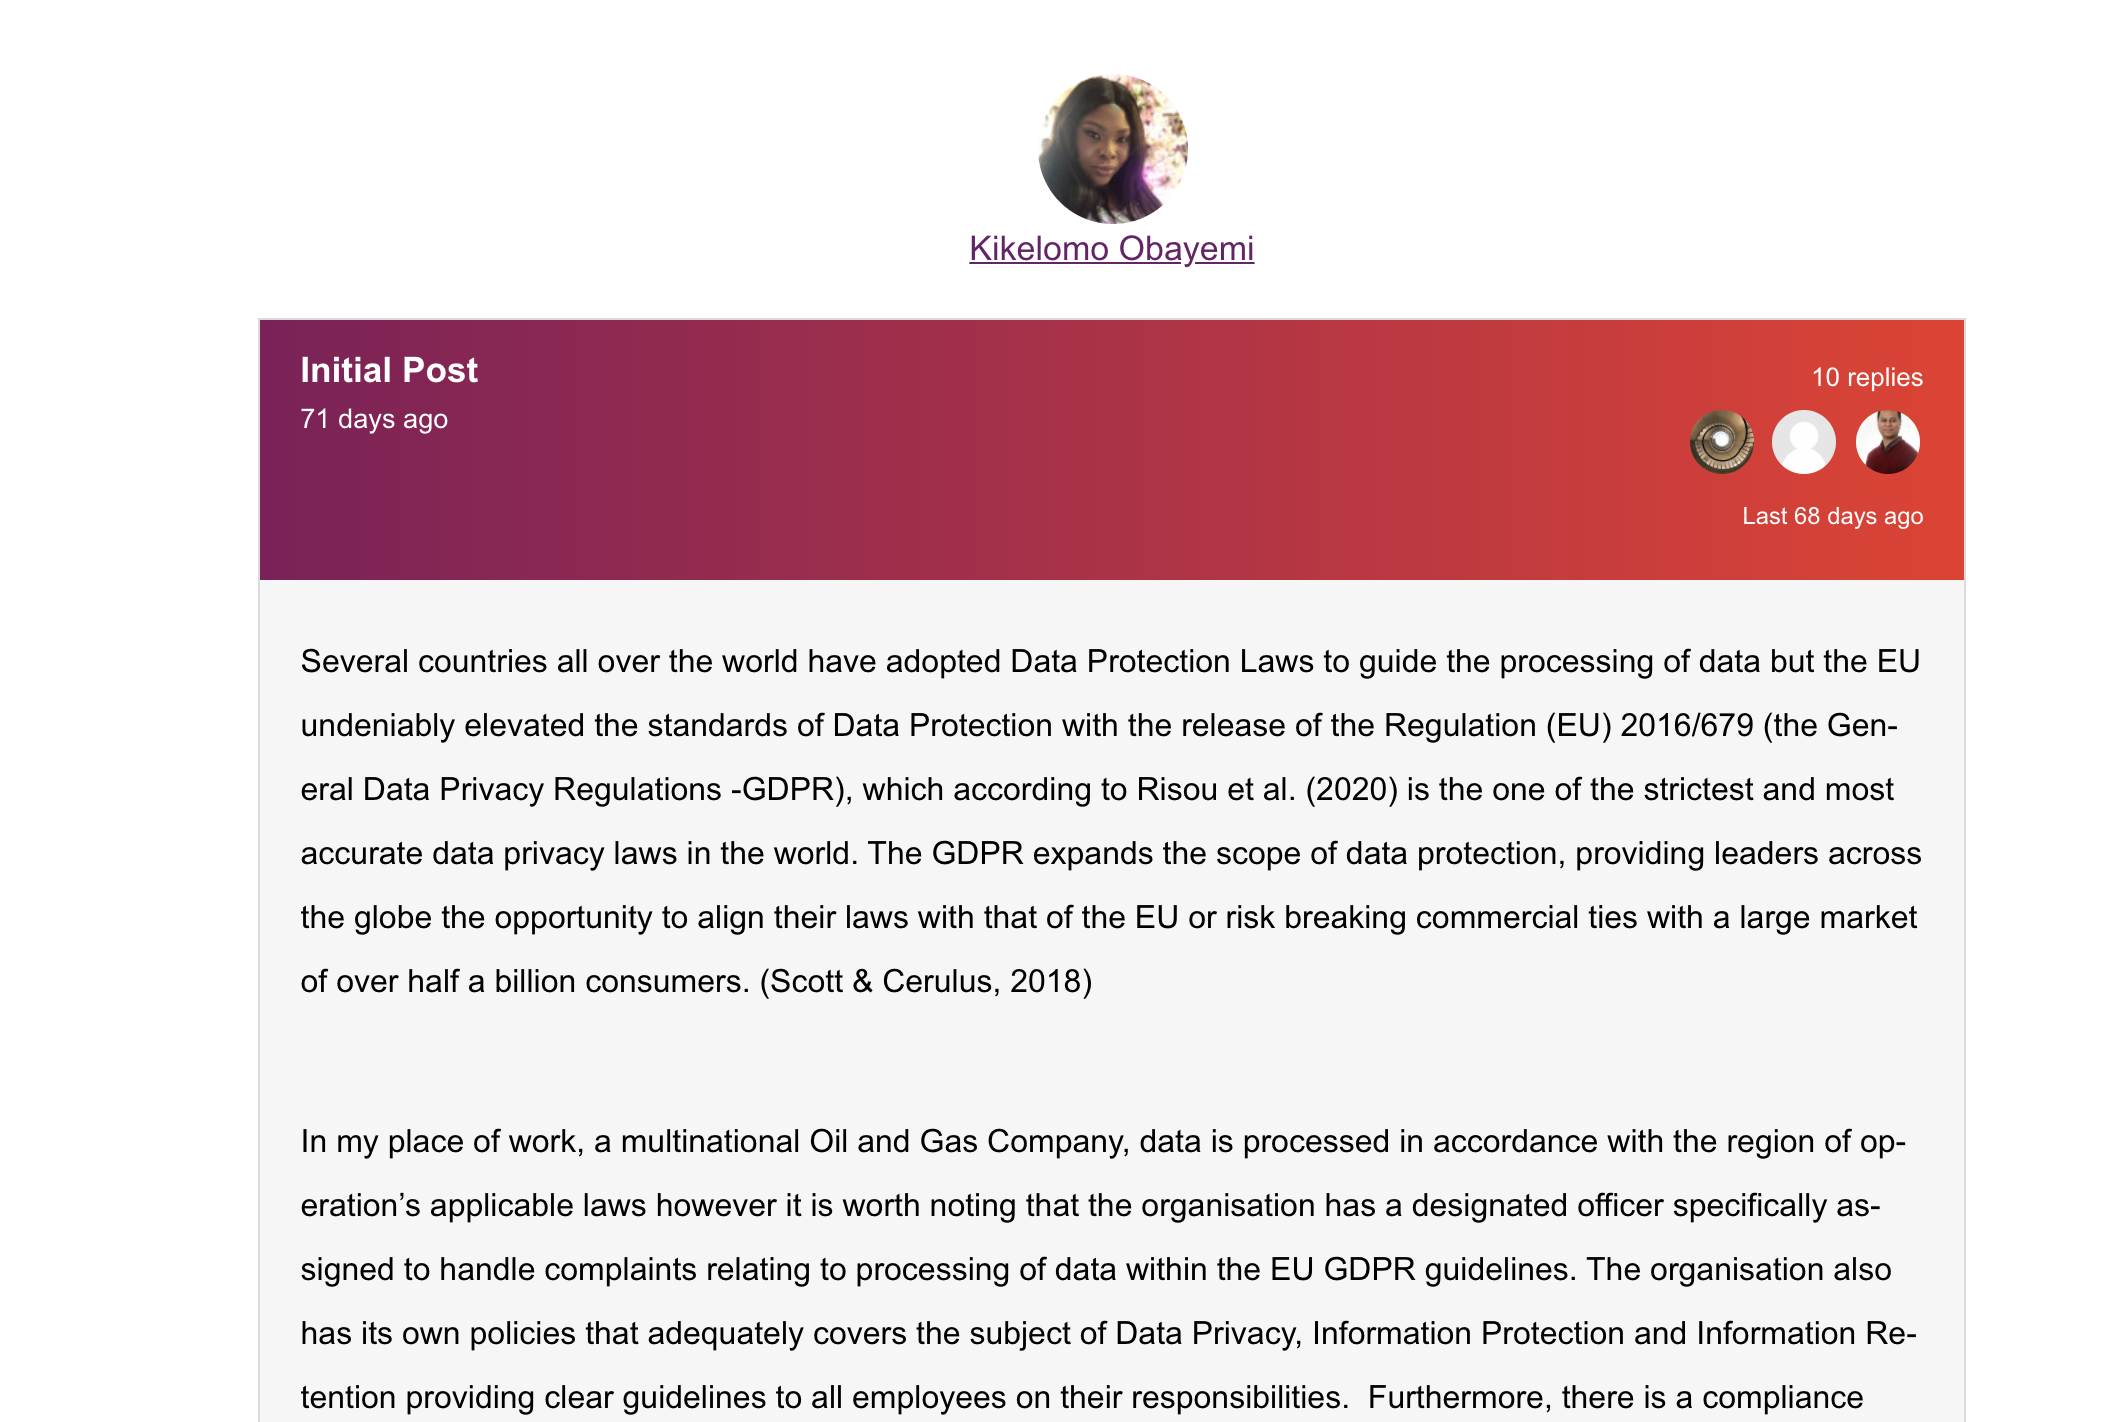 Kikelomo Obayemi
Initial Post
71 days ago
10 replies
Last 68 days ago
Several countries all over the world have adopted Data Protection Laws to guide the processing of data but the EU
undeniably elevated the standards of Data Protection with the release of the Regulation (EU) 2016/679 (the Gen-
eral Data Privacy Regulations -GDPR), which according to Risou et al. (2020) is the one of the strictest and most
accurate data privacy laws in the world. The GDPR expands the scope of data protection, providing leaders across
the globe the opportunity to align their laws with that of the EU or risk breaking commercial ties with a large market
of over half a billion consumers. (Scott & Cerulus, 2018)
In my place of work, a multinational Oil and Gas Company, data is processed in accordance with the region of op-
eration’s applicable laws however it is worth noting that the organisation has a designated officer specifically as-
signed to handle complaints relating to processing of data within the EU GDPR guidelines. The organisation also
has its own policies that adequately covers the subject of Data Privacy, Information Protection and Information Re-
tention providing clear guidelines to all employees on their responsibilities.  Furthermore, there is a compliance